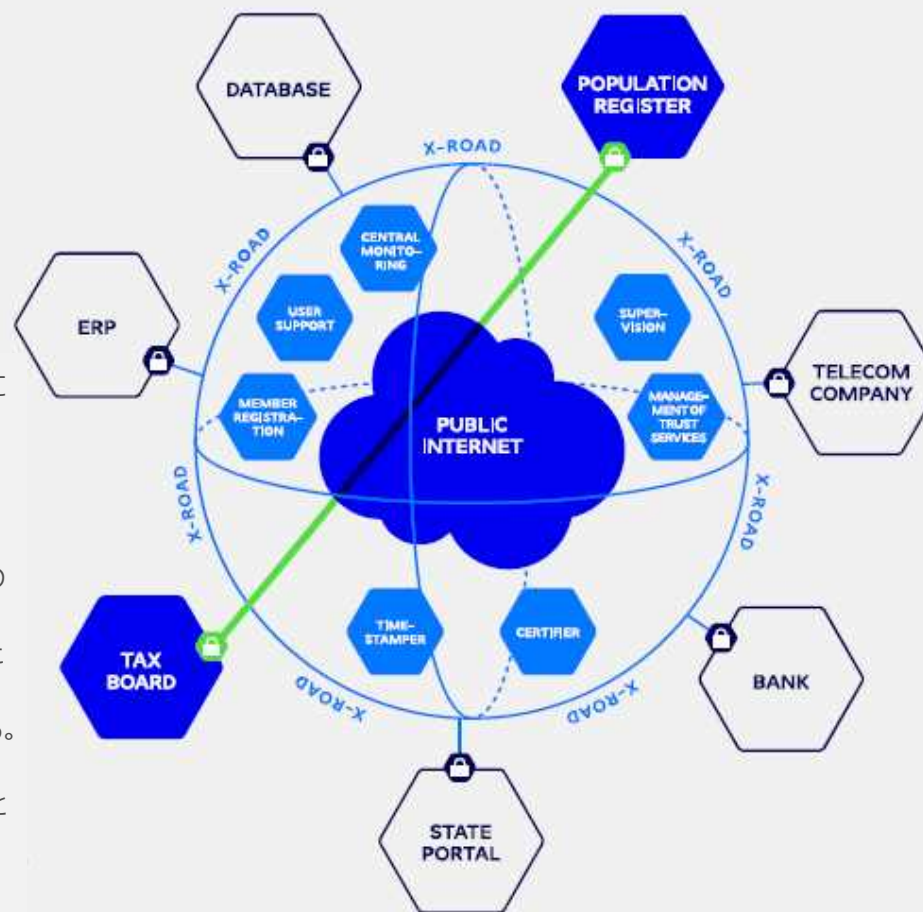 DATABASE
POPULATION
REGISTER
X-ROAD
X-ROAD
X-ROAD
CENTRAL
MONITO-
RING
USER
SUPPORT
SUPER-
VISION
ERP
TELECOM
COMPANY
MEMBER
REGISTRA-
TION
PUBLIC
INTERNET
MANAGE-
MENT OF
TRUST
SERVICES
X-ROAD
X-ROAD
TIME-
STAMPER
CERTIFIER
TAX
BOARD
BANK
X-ROAD
X-ROAD
STATE
PORTAL
の
。
と